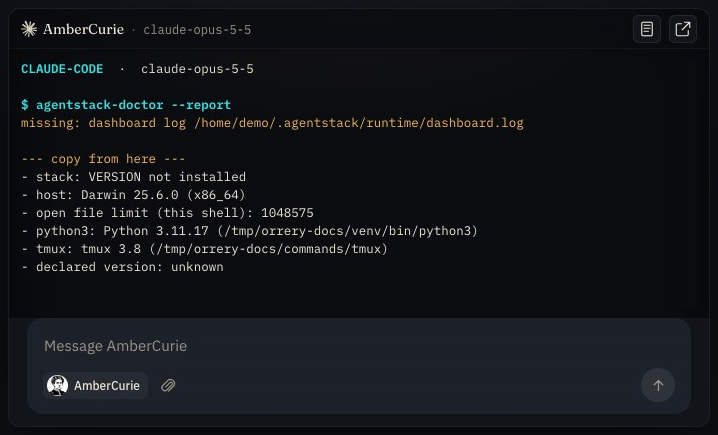 AmberCurie · claude-opus-5-5
CLAUDE-CODE · claude-opus-5-5
$ agentstack-doctor --report
missing: dashboard log /home/demo/.agentstack/runtime/dashboard.log
--- copy from here ---
- stack: VERSION not installed
- host: Darwin 25.6.0 (x86_64)
- open file limit (this shell): 1048575
- python3: Python 3.11.17 (/tmp/orrery-docs/venv/bin/python3)
- tmux: tmux 3.8 (/tmp/orrery-docs/commands/tmux)
- declared version: unknown
Message AmberCurie
AmberCurie